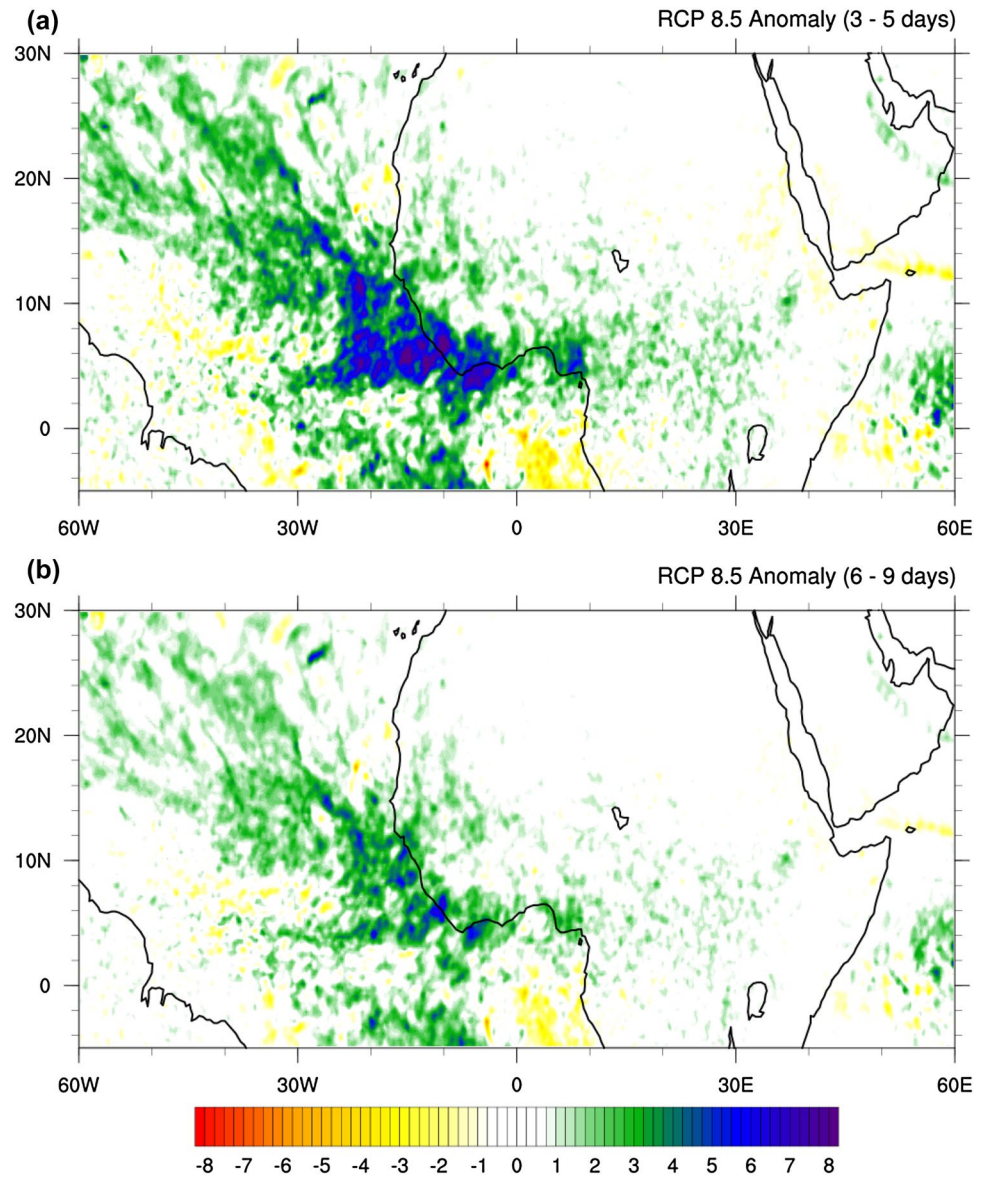 (a)
RCP 8.5 Anomaly (3 - 5 days)
30N
20N
10N
0
60W 30W 0 30E 60E
(b)
RCP 8.5 Anomaly (6 - 9 days)
30N
20N
10N
0
60W 30W 0 30E 60E
-8 -7 -6 -5 -4 -3 -2 -1 0 1 2 3 4 5 6 7 8